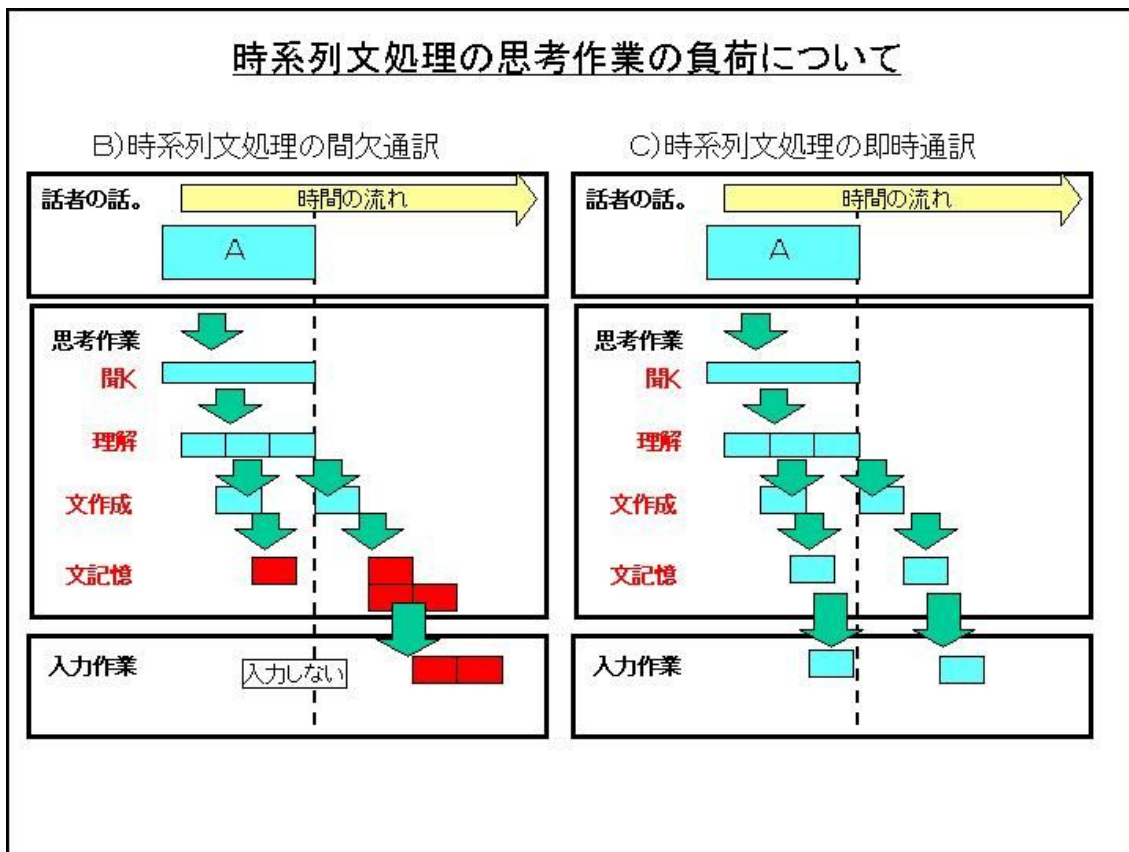 時系列文処理の思考作業の負荷について
B)時系列文処理の間欠通訳
話者の話。
時間の流れ
A
思考作業
聞く
理解
文作成
文記憶
入力作業
入力しない
C)時系列文処理の即時通訳
話者の話。
時間の流れ
A
思考作業
聞く
理解
文作成
文記憶
入力作業